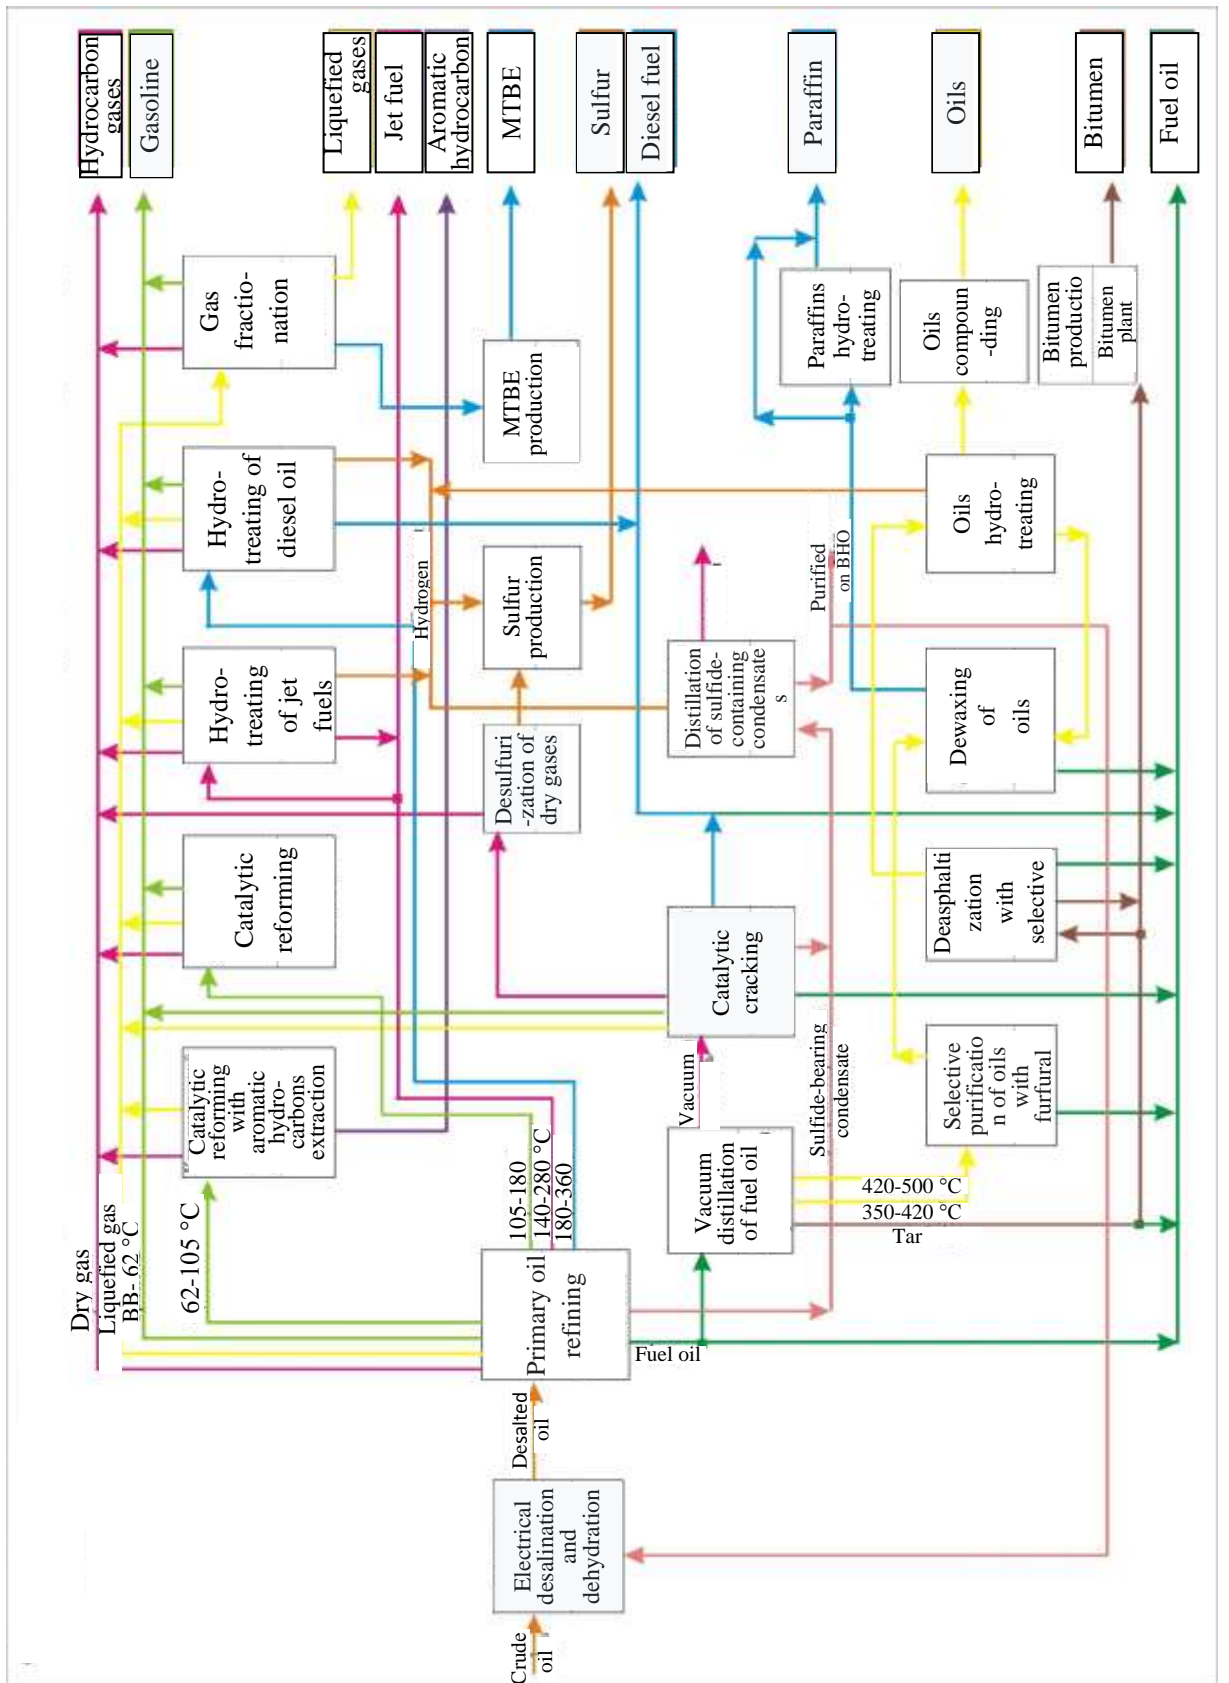 Hydrocarbon
gases
Gasoline
Liquefied
gases
Jet fuel
Aromatic
hydrocarbon
MTBE
Sulfur
Diesel fuel
Paraffin
Oils
Bitumen
Fuel oil
Gas
fractio-
nation
MTBE
production
Paraffins
hydro-
treating
Oils
compoun
-ding
Bitumen
productio
Bitumen
plant
Hydro-
treating of
diesel oil
Hydrogen
Sulfur
production
Purified
on BHO
Oils
hydro-
treating
Hydro-
treating
of jet
fuels
Desulfuri
-zation of
dry gases
Distillation
of sulfide-
containing
condensate
s
Dewaxing
of
oils
Catalytic
reforming
Catalytic
cracking
Deasphalti
zation
with
selective
Catalytic
reforming
with
aromatic
hydro-
carbons
extraction
Vacuum
Sulfide-bearing
condensate
Selective
purificatio
n of oils
with
furfural
Dry gas
Liquefied gas
BB- 62 °C
62-105 °C
105-180
140-280 °C
180-360
Primary oil
refining
Fuel oil
Vacuum
distillation
of fuel oil
420-500 °C
350-420 °C
Tar
Desalted
oil
Electrical
desalination
and
dehydration
Crude
oil